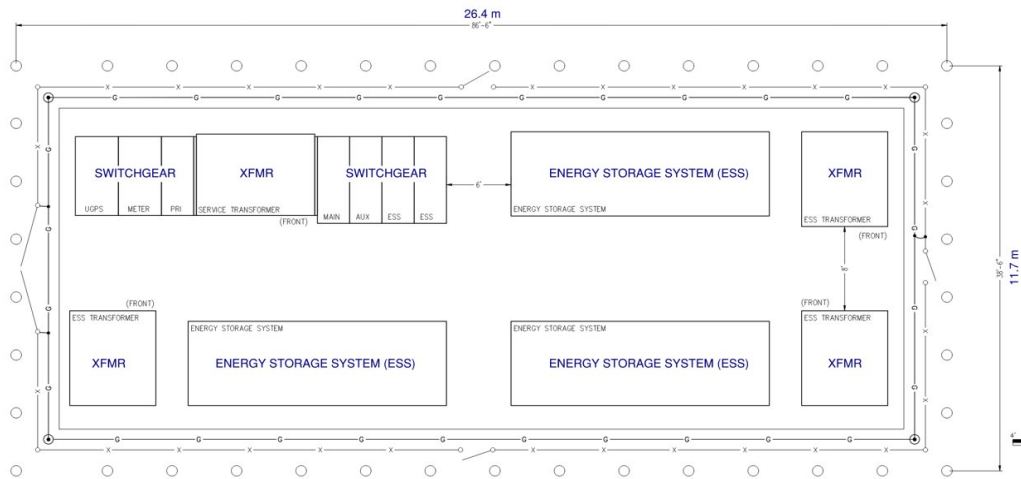 26.4 m
86'-6"
X X X X X X X X X X X X
G G G G G G G G G G G
SWITCHGEAR XFMR SWITCHGEAR ENERGY STORAGE SYSTEM (ESS) XFMR
6'
UGPS METER PRI SERVICE TRANSFORMER MAIN AUX ESS ESS ENERGY STORAGE SYSTEM ESS TRANSFORMER
(FRONT) (FRONT)
11.7 m
38'-6"
8'
(FRONT) (FRONT)
ESS TRANSFORMER ENERGY STORAGE SYSTEM ENERGY STORAGE SYSTEM ESS TRANSFORMER
XFMR ENERGY STORAGE SYSTEM (ESS) ENERGY STORAGE SYSTEM (ESS) XFMR
4'
G G G G G G G G G G G
X X X X X X X X X X X X